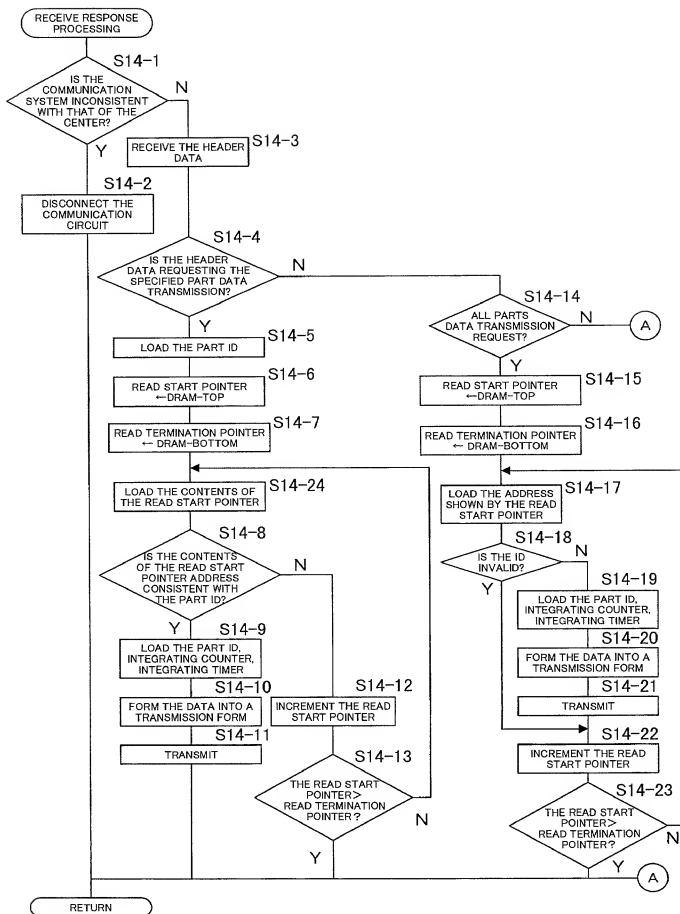 RECEIVE RESPONSE
PROCESSING
S14-1
IS THE
COMMUNICATION
SYSTEM INCONSISTENT
WITH THAT OF THE
CENTER?
N
Y
S14-2
DISCONNECT THE
COMMUNICATION
CIRCUIT
S14-3
RECEIVE THE HEADER
DATA
S14-4
IS THE HEADER
DATA REQUESTING THE
SPECIFIED PART DATA
TRANSMISSION?
N
Y
S14-5
LOAD THE PART ID
S14-6
READ START POINTER
←DRAM-TOP
S14-7
READ TERMINATION POINTER
← DRAM-BOTTOM
S14-24
LOAD THE CONTENTS OF
THE READ START POINTER
S14-8
IS THE CONTENTS
OF THE READ START
POINTER ADDRESS
CONSISTENT WITH
THE PART ID?
N
Y
S14-9
LOAD THE PART ID,
INTEGRATING COUNTER,
INTEGRATING TIMER
S14-10
FORM THE DATA INTO A
TRANSMISSION FORM
S14-11
TRANSMIT
S14-12
INCREMENT THE READ
START POINTER
S14-13
THE READ START
POINTER>
READ TERMINATION
POINTER?
N
Y
S14-14
ALL PARTS
DATA TRANSMISSION
REQUEST?
N
A
Y
S14-15
READ START POINTER
←DRAM-TOP
S14-16
READ TERMINATION POINTER
← DRAM-BOTTOM
S14-17
LOAD THE ADDRESS
SHOWN BY THE READ
START POINTER
S14-18
IS THE ID
INVALID?
N
Y
S14-19
LOAD THE PART ID,
INTEGRATING COUNTER,
INTEGRATING TIMER
S14-20
FORM THE DATA INTO A
TRANSMISSION FORM
S14-21
TRANSMIT
S14-22
INCREMENT THE READ
START POINTER
S14-23
THE READ START
POINTER>
READ TERMINATION
POINTER?
N
Y
A
RETURN